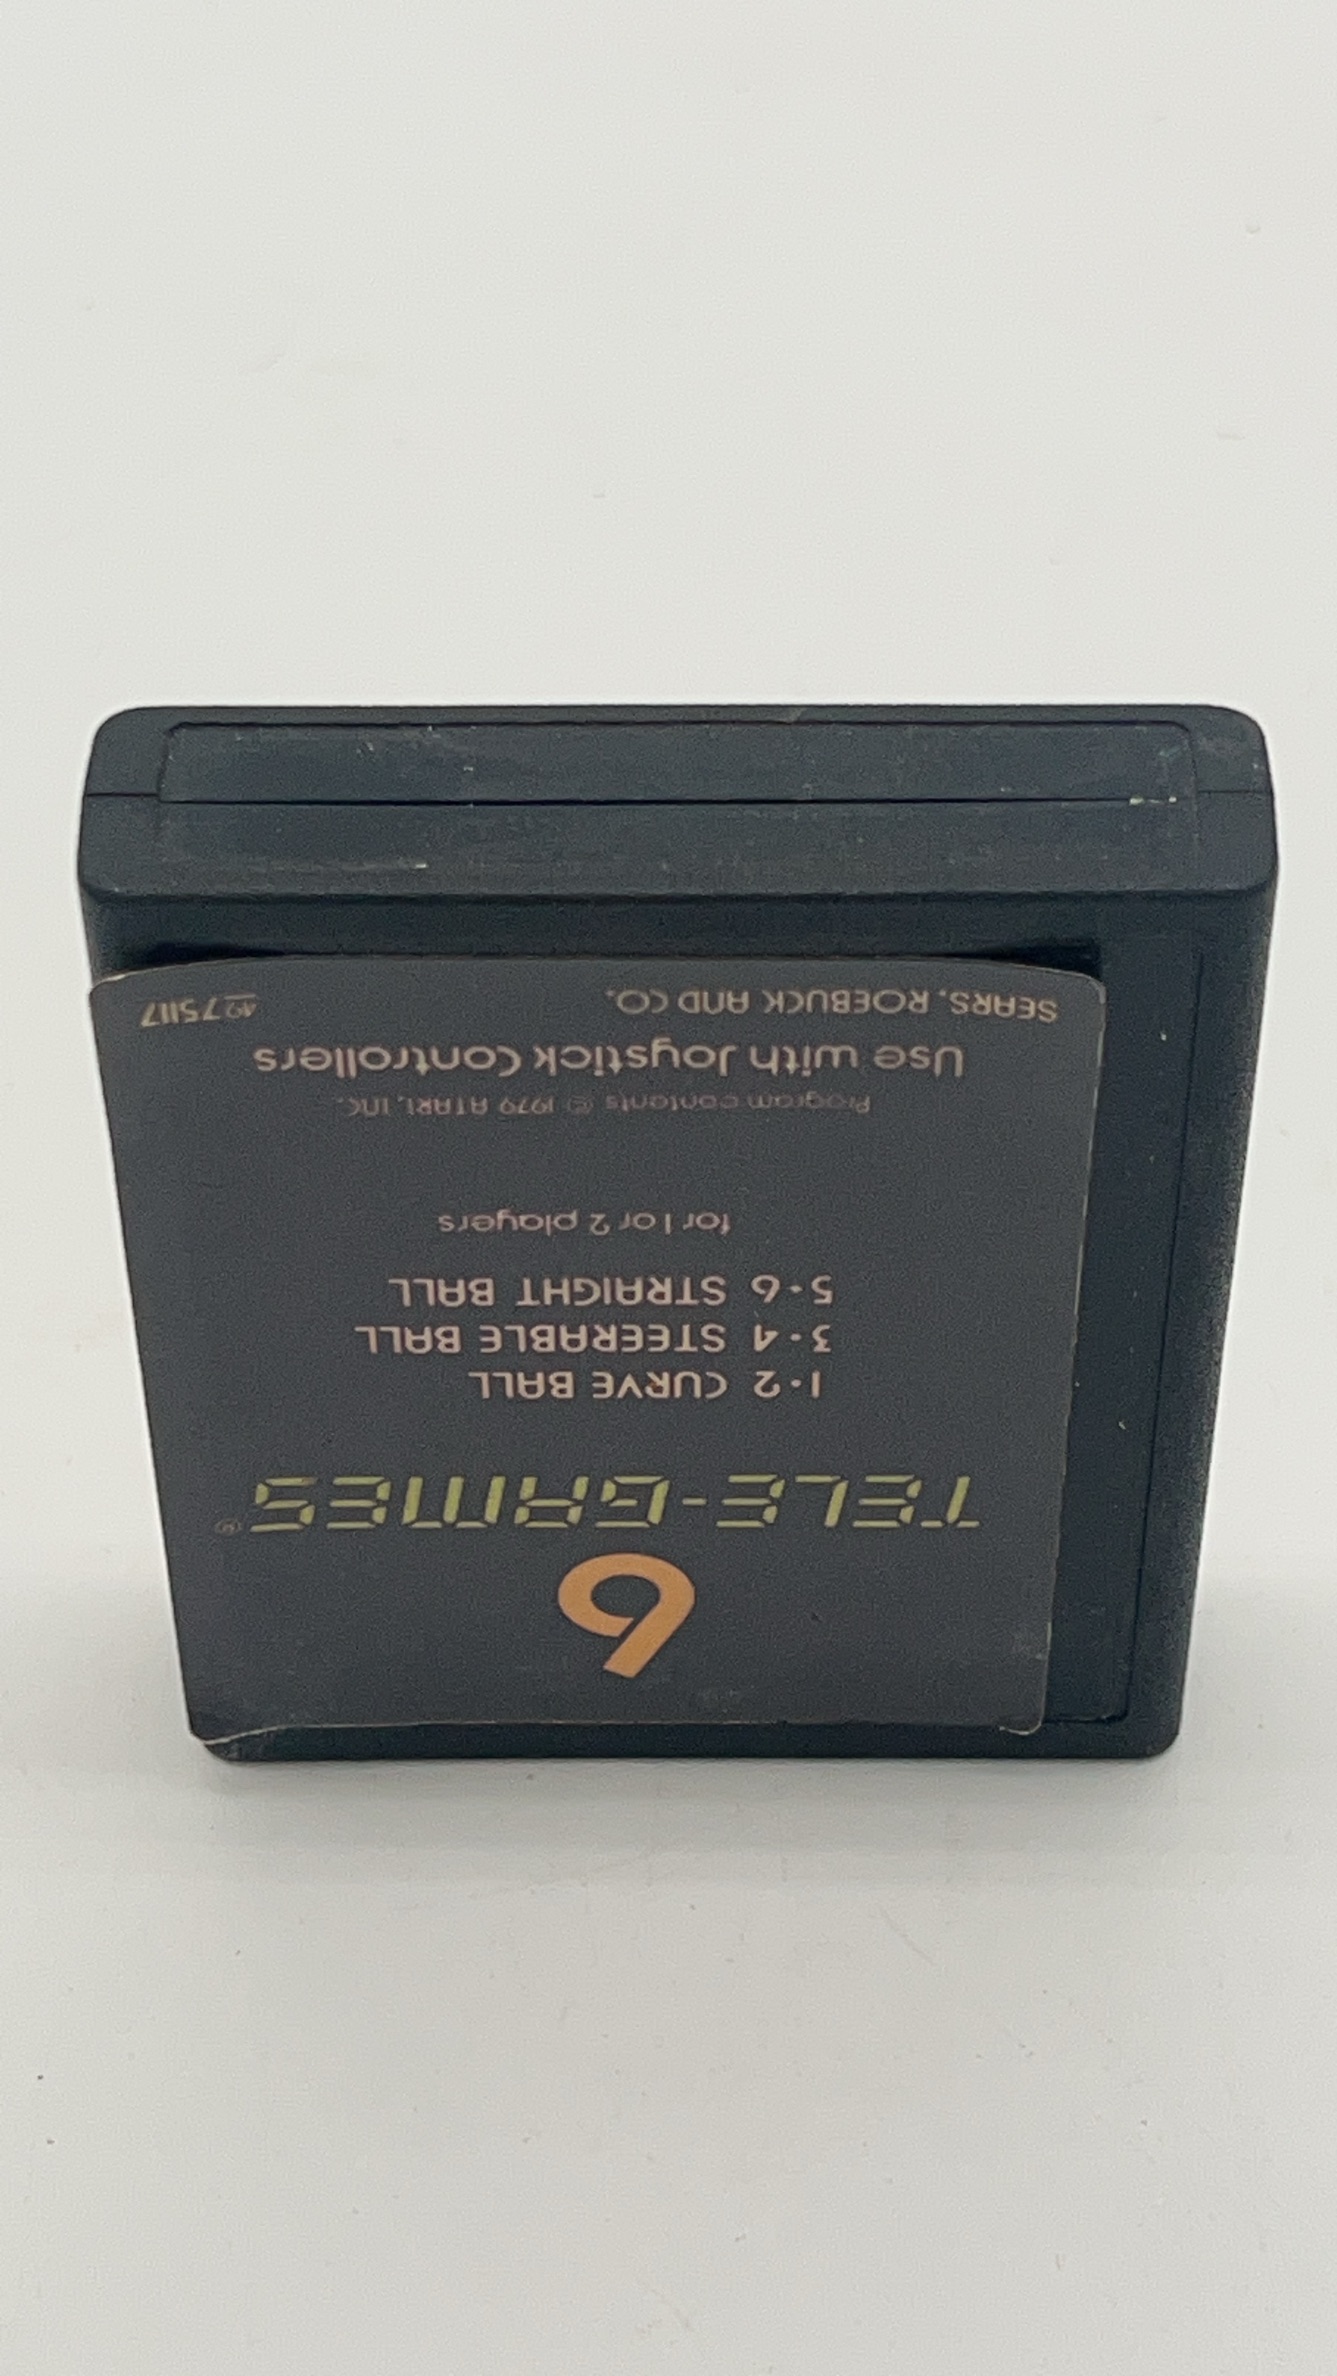 6
TELE-GAMES®
1-2 CURVE BALL
3-4 STEERABLE BALL
5-6 STRAIGHT BALL
for 1 or 2 players
Program contents © 1979 ATARI, INC.
Use with Joystick Controllers
SEARS, ROEBUCK AND CO. 49 75117